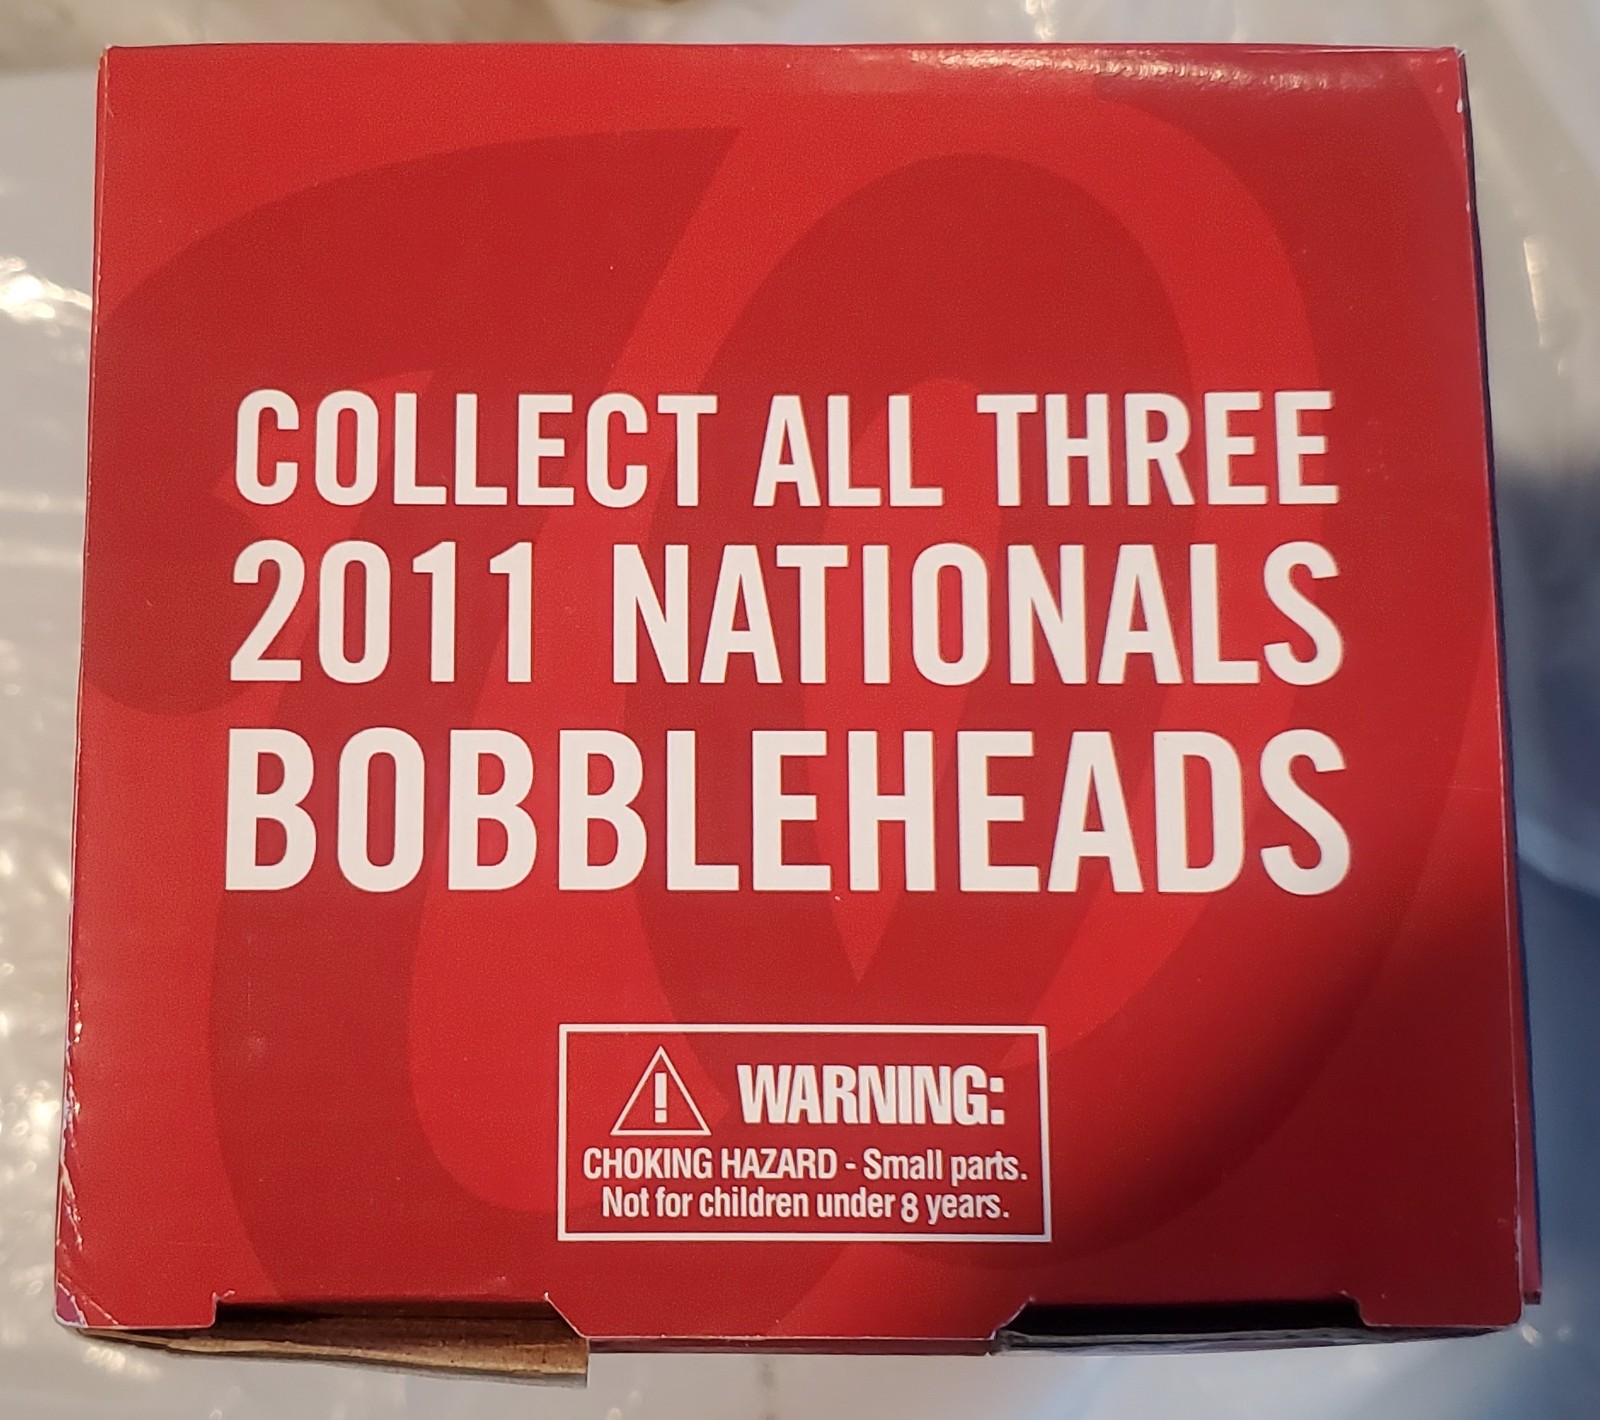 COLLECT ALL THREE
2011 NATIONALS
BOBBLEHEADS
WARNING:
CHOKING HAZARD - Small parts.
Not for children under 8 years.